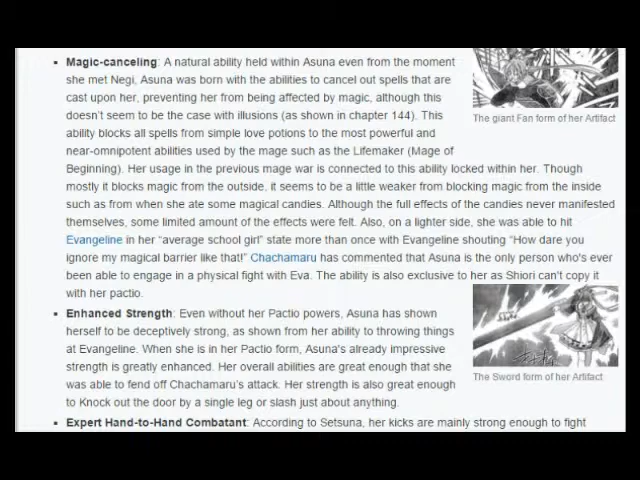 Magic-canceling: A natural ability held within Asuna even from the moment
she met Negi, Asuna was born with the abilities to cancel out spells that are
cast upon her, preventing her from being affected by magic, although this
doesn't seem to be the case with illusions (as shown in chapter 144). This
ability blocks all spells from simple love potions to the most powerful and
near-omnipotent abilities used by the mage such as the Lifemaker (Mage of
Beginning). Her usage in the previous mage war is connected to this ability locked within her. Though
mostly it blocks magic from the outside, it seems to be a little weaker from blocking magic from the inside
such as from when she ate some magical candies. Although the full effects of the candies never manifested
themselves, some limited amount of the effects were felt. Also, on a lighter side, she was able to hit
Evangeline in her "average school girl" state more than once with Evangeline shouting "How dare you
ignore my magical barrier like that!" Chachamaru has commented that Asuna is the only person who's ever
been able to engage in a physical fight with Eva. The ability is also exclusive to her as Shiori can't copy it
with her pactio.
The giant Fan form of her Artifact
Enhanced Strength: Even without her Pactio powers, Asuna has shown
herself to be deceptively strong, as shown from her ability to throwing things
at Evangeline. When she is in her Pactio form, Asuna's already impressive
strength is greatly enhanced. Her overall abilities are great enough that she
was able to fend off Chachamaru's attack. Her strength is also great enough
to Knock out the door by a single leg or slash just about anything.
The Sword form of her Artifact
Expert Hand-to-Hand Combatant: According to Setsuna, her kicks are mainly strong enough to fight